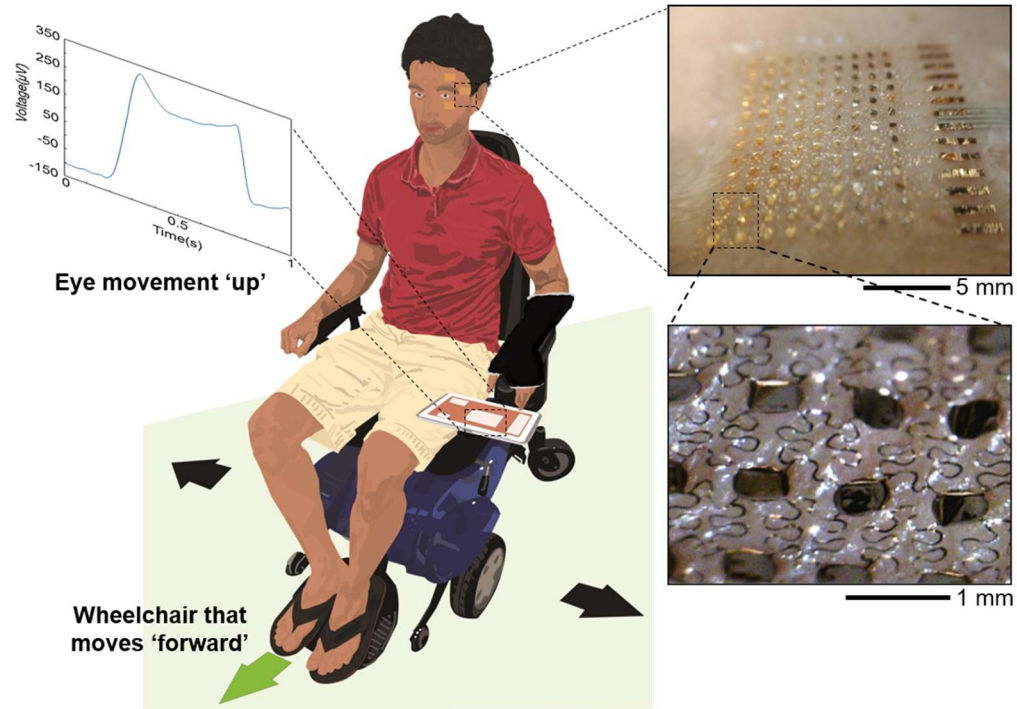 350
250
150
50
-50
-150
Voltage(µV)
0
0.5
1
Time(s)
Eye movement ‘up’
5 mm
1 mm
Wheelchair that
moves ‘forward’